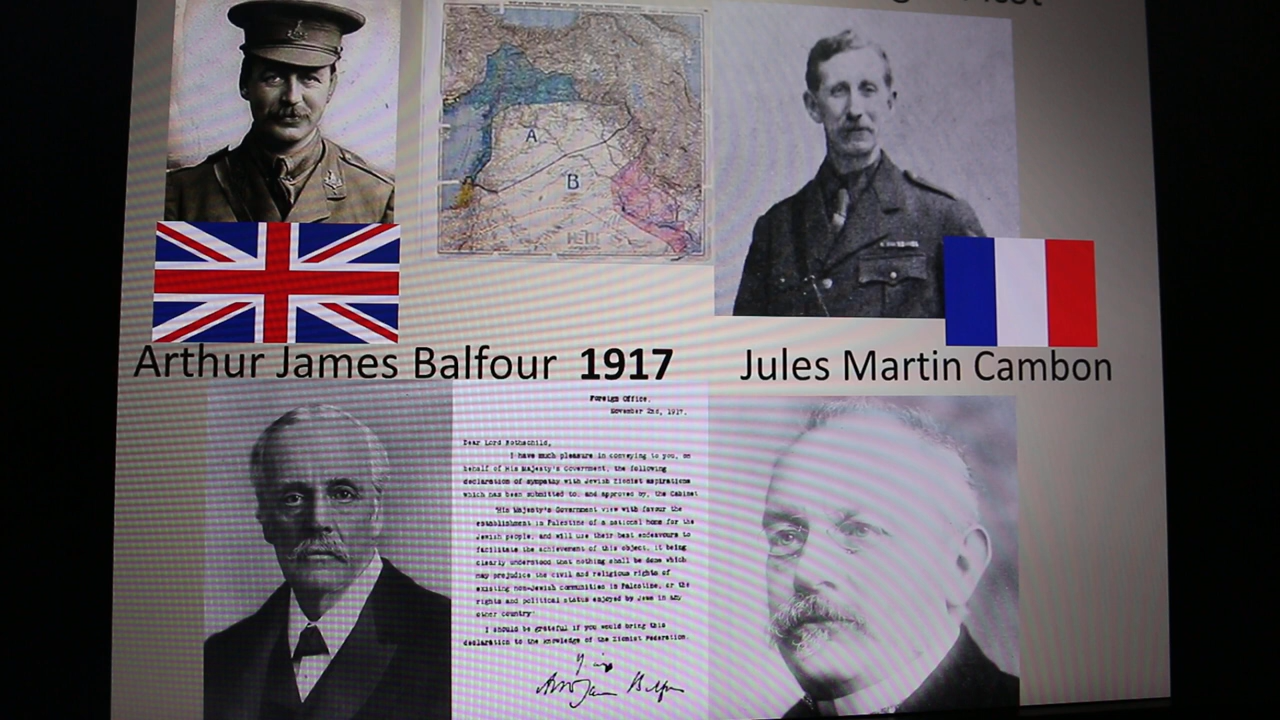 A
B
Arthur James Balfour 1917 Jules Martin Cambon
Foreign Office,
November 2nd, 1917.
Dear Lord Rothschild,
I have much pleasure in conveying to you, on
behalf of His Majesty's Government, the following
declaration of sympathy with Jewish Zionist aspirations
which has been submitted to, and approved by, the Cabinet
"His Majesty's Government view with favour the
establishment in Palestine of a national home for the
Jewish people, and will use their best endeavours to
facilitate the achievement of this object, it being
clearly understood that nothing shall be done which
may prejudice the civil and religious rights of
existing non-Jewish communities in Palestine, or the
rights and political status enjoyed by Jews in any
other country"
I should be grateful if you would bring this
declaration to the knowledge of the Zionist Federation.